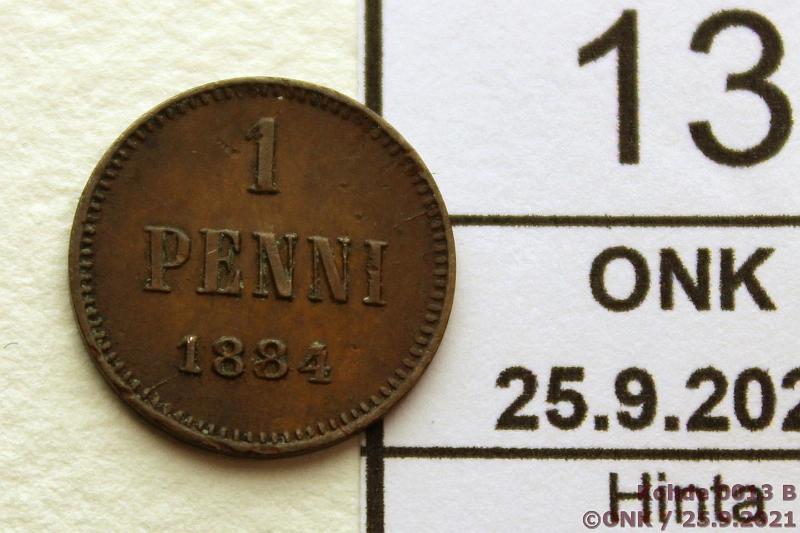 1
PENNI
1884
13
ONK
25.9.202
Hinta
Kohde 0013 B
©ONK / 25.9.2021